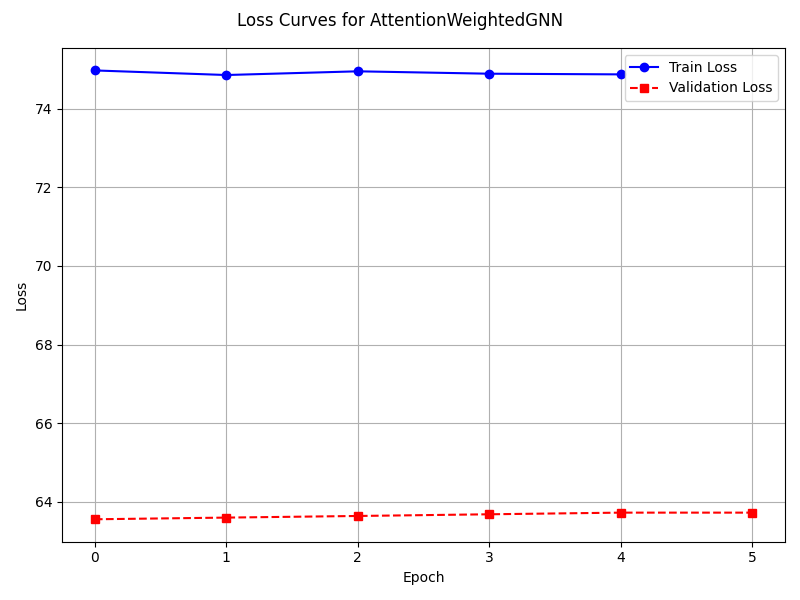 Loss Curves for AttentionWeightedGNN
Train Loss
Validation Loss
74
72
70
68
66
64
Loss
0 1 2 3 4 5
Epoch